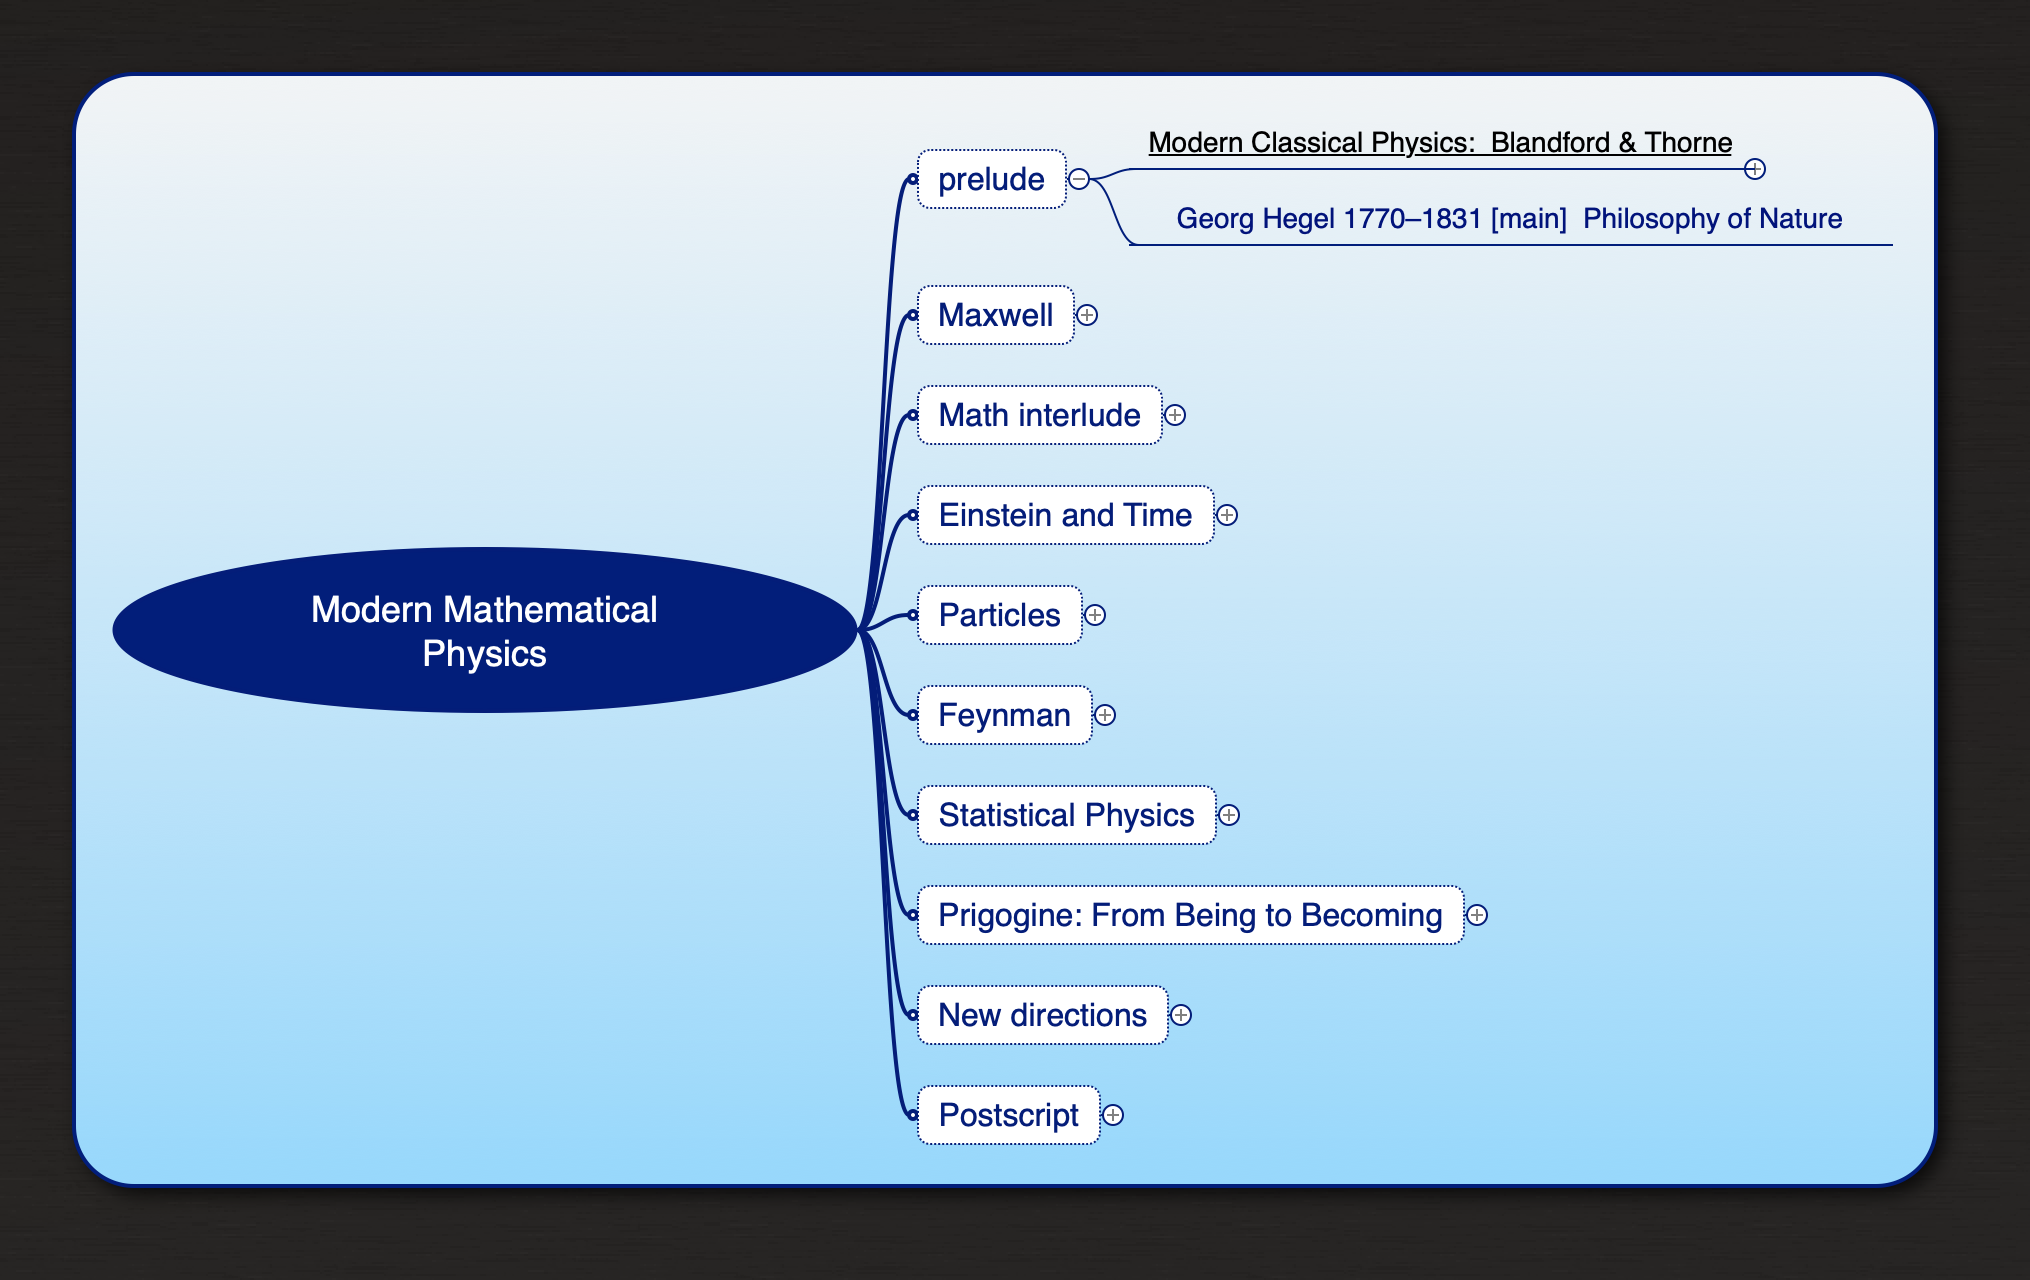 Modern Classical Physics:  Blandford & Thorne
prelude
Georg Hegel 1770–1831 [main]  Philosophy of Nature
Maxwell
Math interlude
Einstein and Time
Particles
Modern Mathematical
Physics
Feynman
Statistical Physics
Prigogine: From Being to Becoming
New directions
Postscript